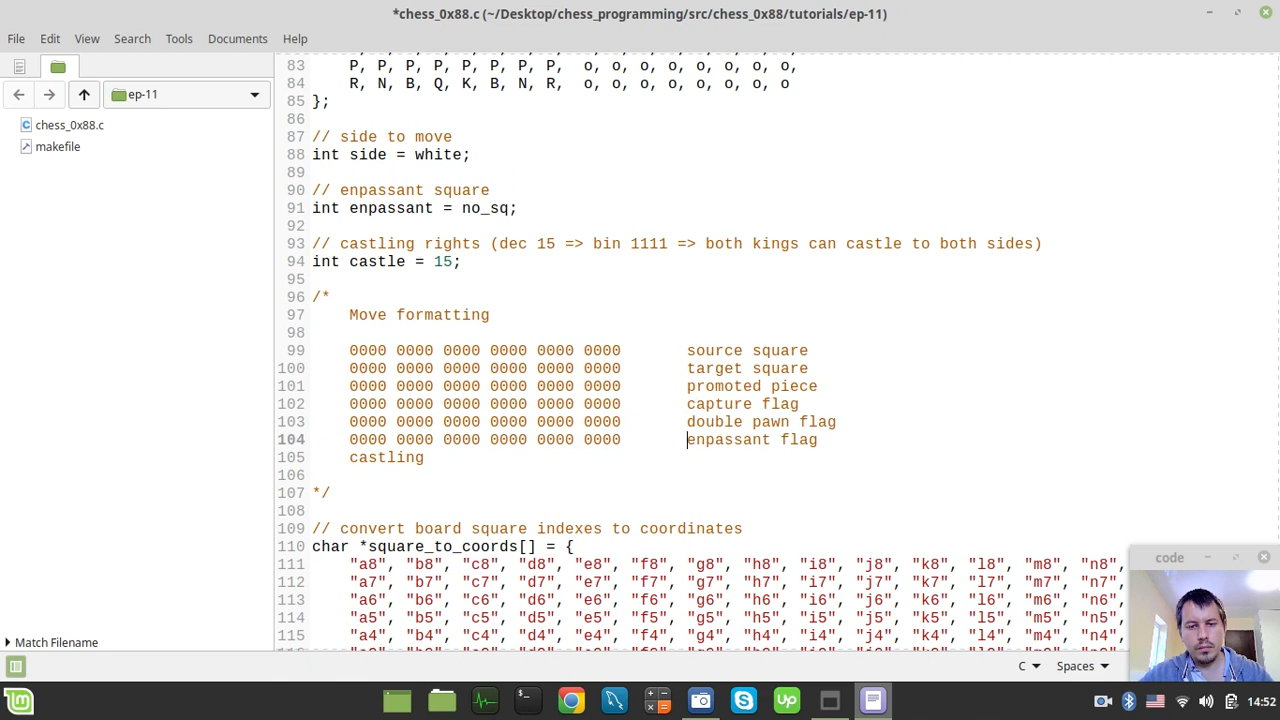 *chess_0x88.c (~/Desktop/chess_programming/src/chess_0x88/tutorials/ep-11)
File Edit View Search Tools Documents Help
ep-11
chess_0x88.c
makefile
83 P, P, P, P, P, P, P, P, o, o, o, o, o, o, o, o,
84 R, N, B, Q, K, B, N, R, o, o, o, o, o, o, o, o
85 };
86
87 // side to move
88 int side = white;
89
90 // enpassant square
91 int enpassant = no_sq;
92
93 // castling rights (dec 15 => bin 1111 => both kings can castle to both sides)
94 int castle = 15;
95
96 /*
97 Move formatting
98
99 0000 0000 0000 0000 0000 0000 source square
100 0000 0000 0000 0000 0000 0000 target square
101 0000 0000 0000 0000 0000 0000 promoted piece
102 0000 0000 0000 0000 0000 0000 capture flag
103 0000 0000 0000 0000 0000 0000 double pawn flag
104 0000 0000 0000 0000 0000 0000 enpassant flag
105 castling
106
107 */
108
109 // convert board square indexes to coordinates
110 char *square_to_coords[] = {
111 "a8", "b8", "c8", "d8", "e8", "f8", "g8", "h8", "i8", "j8", "k8", "l8", "m8", "n8",
112 "a7", "b7", "c7", "d7", "e7", "f7", "g7", "h7", "i7", "j7", "k7", "l7", "m7", "n7",
113 "a6", "b6", "c6", "d6", "e6", "f6", "g6", "h6", "i6", "j6", "k6", "l6", "m6", "n6",
114 "a5", "b5", "c5", "d5", "e5", "f5", "g5", "h5", "i5", "j5", "k5", "l5", "m5", "n5",
115 "a4", "b4", "c4", "d4", "e4", "f4", "g4", "h4", "i4", "j4", "k4", "l4", "m4", "n4",
code
Match Filename
C Spaces
up
14:52